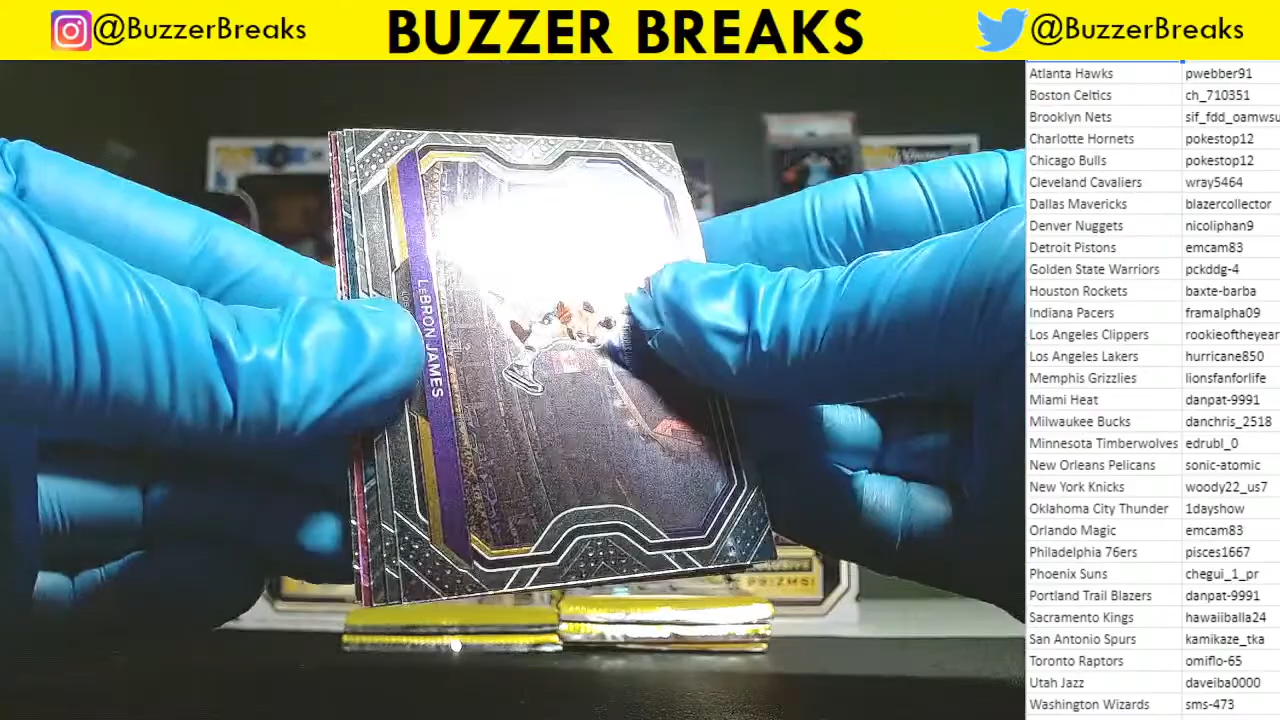 @BuzzerBreaks
BUZZER BREAKS
@BuzzerBreaks
Atlanta Hawks pwebber91
Boston Celtics ch_710351
Brooklyn Nets sif_fdd_oamwsu
Charlotte Hornets pokestop12
Chicago Bulls pokestop12
Cleveland Cavaliers wray5464
Dallas Mavericks blazercollector
Denver Nuggets nicoliphan9
Detroit Pistons emcam83
Golden State Warriors pckddg-4
Houston Rockets baxte-barba
Indiana Pacers framalpha09
Los Angeles Clippers rookieoftheyear
Los Angeles Lakers hurricane850
Memphis Grizzlies lionsfanforlife
Miami Heat danpat-9991
Milwaukee Bucks danchris_2518
Minnesota Timberwolves edrubl_0
New Orleans Pelicans sonic-atomic
New York Knicks woody22_us7
Oklahoma City Thunder 1dayshow
Orlando Magic emcam83
Philadelphia 76ers pisces1667
Phoenix Suns chegui_1_pr
Portland Trail Blazers danpat-9991
Sacramento Kings hawaiiballa24
San Antonio Spurs kamikaze_tka
Toronto Raptors omiflo-65
Utah Jazz daveiba0000
Washington Wizards sms-473
LeBRON JAMES
PRIZMS!